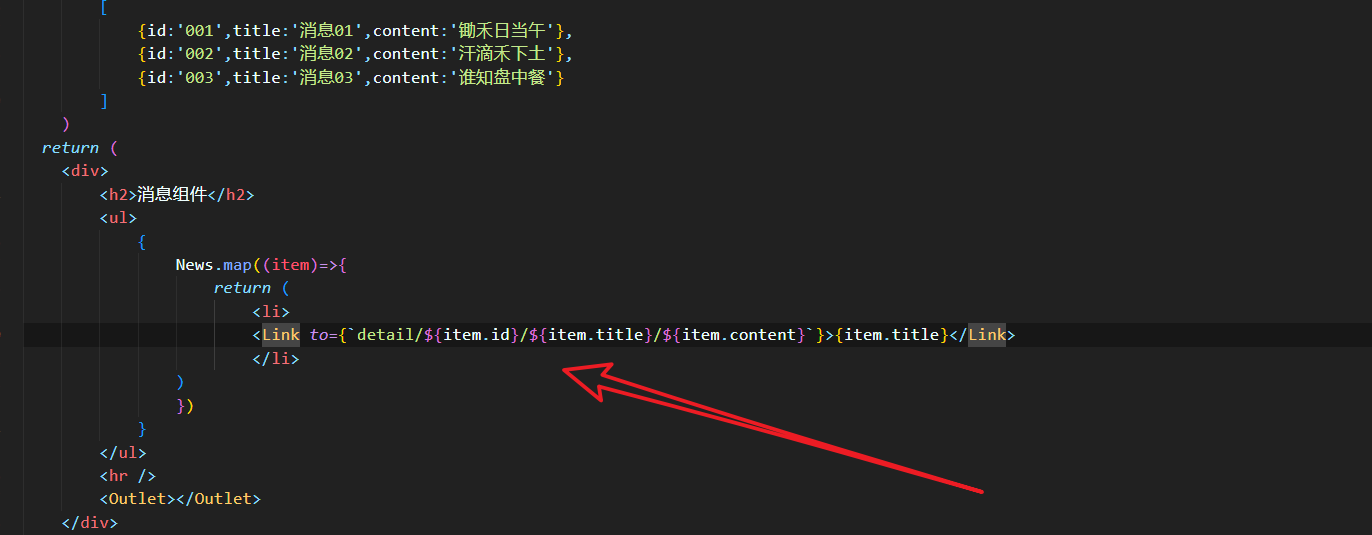 [
{id:'001',title:'消息01',content:'锄禾日当午'},
{id:'002',title:'消息02',content:'汗滴禾下土'},
{id:'003',title:'消息03',content:'谁知盘中餐'}
]
)
return (
<div>
<h2>消息组件</h2>
<ul>
{
News.map((item)=>{
return (
<li>
<Link to={`detail/${item.id}/${item.title}/${item.content}`}>{item.title}</Link>
</li>
)
})
}
</ul>
<hr />
<Outlet></Outlet>
</div>